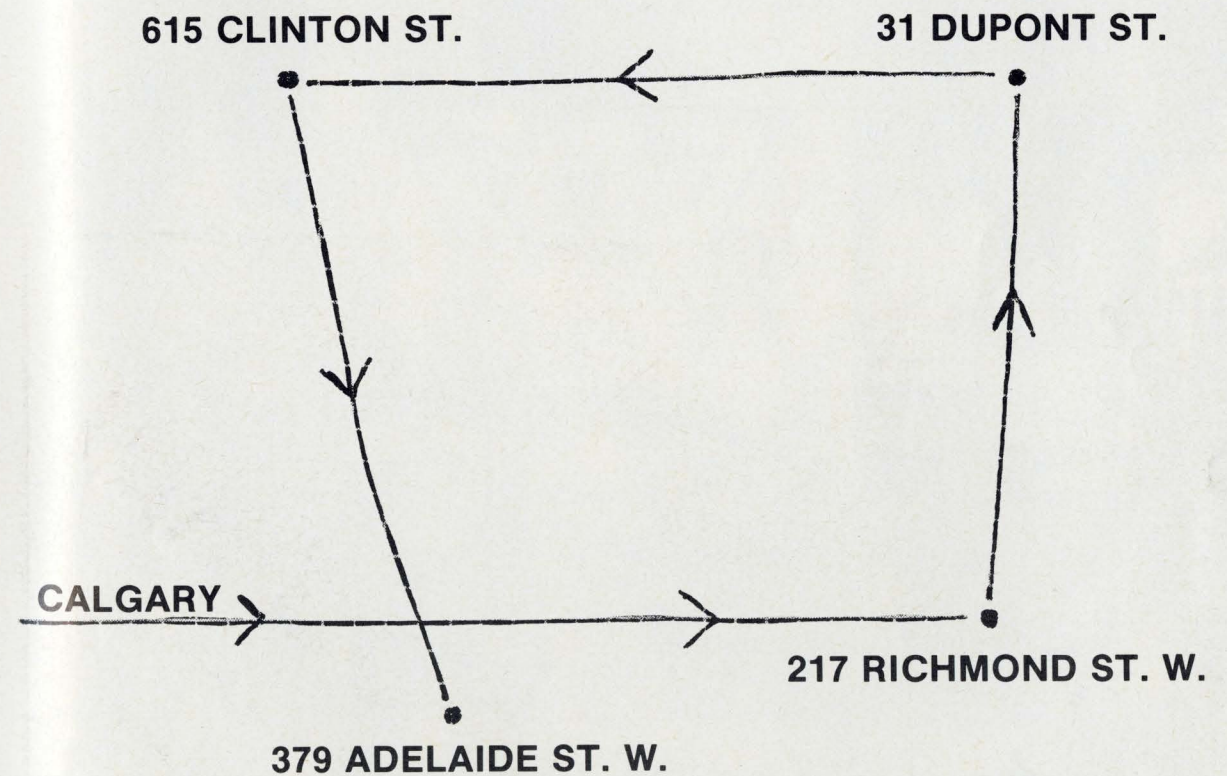 615 CLINTON ST.
31 DUPONT ST.
CALGARY
217 RICHMOND ST. W.
379 ADELAIDE ST. W.